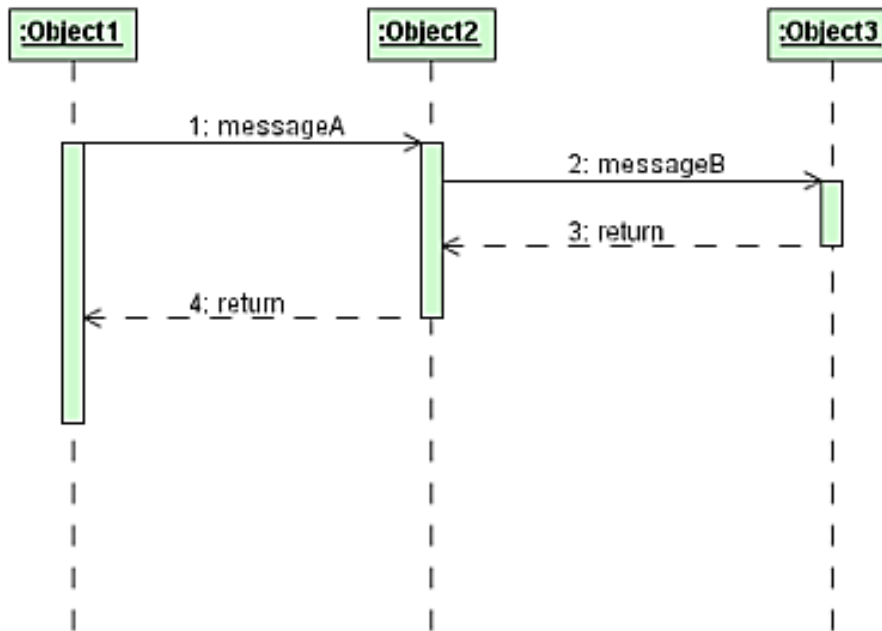 :Object1
:Object2
:Object3
1: messageA
2: messageB
3: return
4: return